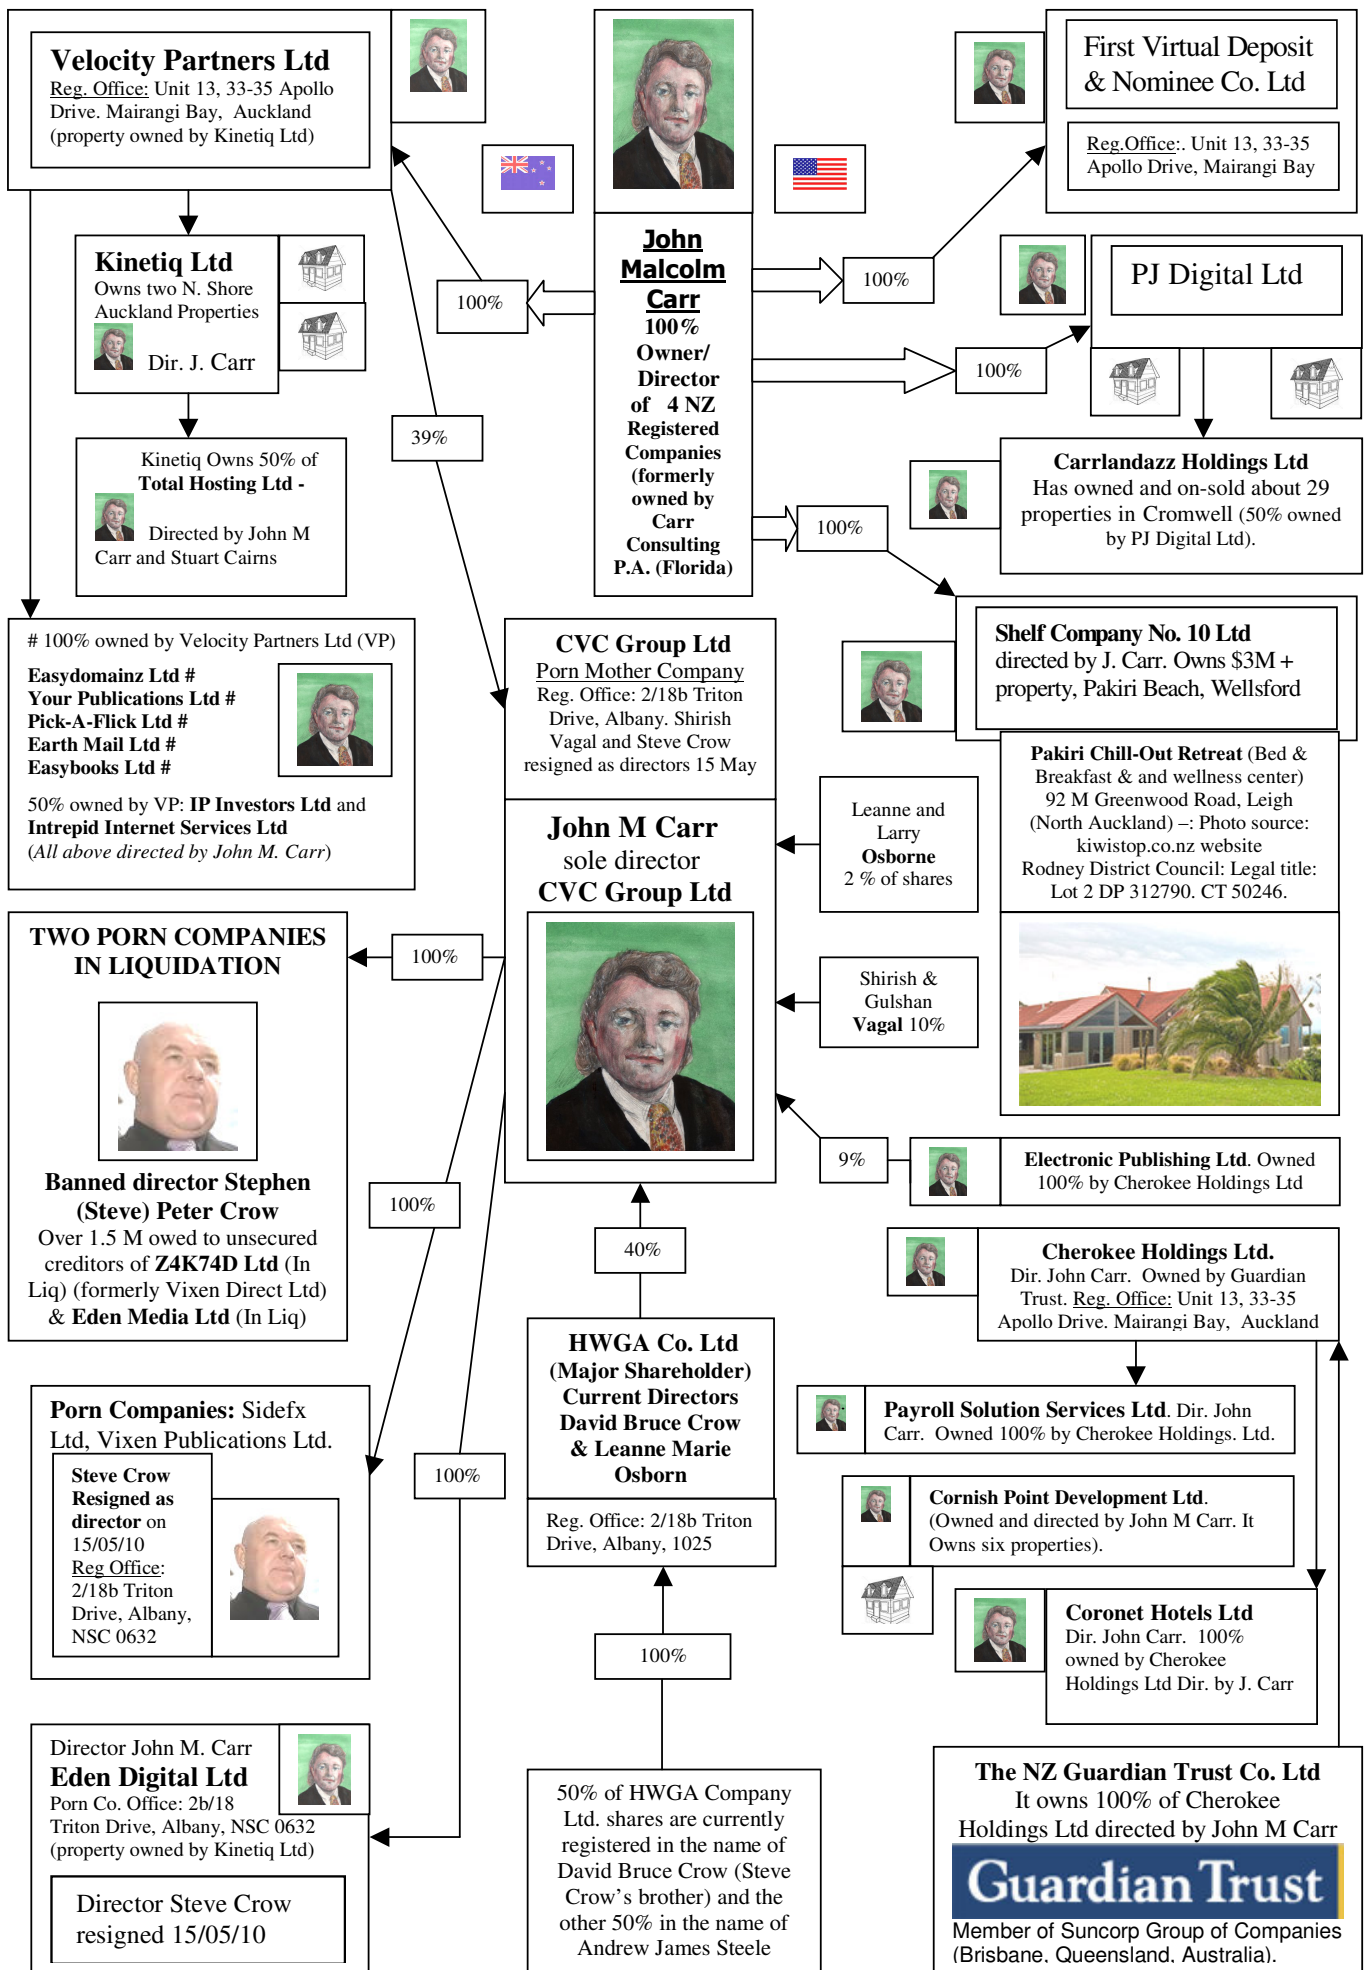 Velocity Partners Ltd
Reg. Office: Unit 13, 33-35 Apollo
Drive. Mairangi Bay, Auckland
(property owned by Kinetiq Ltd)
First Virtual Deposit
& Nominee Co. Ltd
Reg.Office:. Unit 13, 33-35
Apollo Drive, Mairangi Bay
John
Malcolm
Carr
100%
Owner/
Director
of 4 NZ
Registered
Companies
(formerly
owned by
Carr
Consulting
P.A. (Florida)
Kinetiq Ltd
Owns two N. Shore
Auckland Properties
Dir. J. Carr
100%
100%
PJ Digital Ltd
100%
39%
Kinetiq Owns 50% of
Total Hosting Ltd -
Directed by John M
Carr and Stuart Cairns
100%
Carrlandazz Holdings Ltd
Has owned and on-sold about 29
properties in Cromwell (50% owned
by PJ Digital Ltd).
# 100% owned by Velocity Partners Ltd (VP)
Easydomainz Ltd #
Your Publications Ltd #
Pick-A-Flick Ltd #
Earth Mail Ltd #
Easybooks Ltd #
50% owned by VP: IP Investors Ltd and
Intrepid Internet Services Ltd
(All above directed by John M. Carr)
CVC Group Ltd
Porn Mother Company
Reg. Office: 2/18b Triton
Drive, Albany. Shirish
Vagal and Steve Crow
resigned as directors 15 May
Shelf Company No. 10 Ltd
directed by J. Carr. Owns $3M +
property, Pakiri Beach, Wellsford
Pakiri Chill-Out Retreat (Bed &
Breakfast & and wellness center)
92 M Greenwood Road, Leigh
(North Auckland) –: Photo source:
kiwistop.co.nz website
Rodney District Council: Legal title:
Lot 2 DP 312790. CT 50246.
John M Carr
sole director
CVC Group Ltd
Leanne and
Larry
Osborne
2 % of shares
Shirish &
Gulshan
Vagal 10%
100%
TWO PORN COMPANIES
IN LIQUIDATION
Banned director Stephen
(Steve) Peter Crow
Over 1.5 M owed to unsecured
creditors of Z4K74D Ltd (In
Liq) (formerly Vixen Direct Ltd)
& Eden Media Ltd (In Liq)
100%
9%
Electronic Publishing Ltd. Owned
100% by Cherokee Holdings Ltd
40%
Cherokee Holdings Ltd.
Dir. John Carr. Owned by Guardian
Trust. Reg. Office: Unit 13, 33-35
Apollo Drive. Mairangi Bay, Auckland
HWGA Co. Ltd
(Major Shareholder)
Current Directors
David Bruce Crow
& Leanne Marie
Osborn
Reg. Office: 2/18b Triton
Drive, Albany, 1025
Payroll Solution Services Ltd. Dir. John
Carr. Owned 100% by Cherokee Holdings. Ltd.
Porn Companies: Sidefx
Ltd, Vixen Publications Ltd.
Steve Crow
Resigned as
director on
15/05/10
Reg Office:
2/18b Triton
Drive, Albany,
NSC 0632
100%
Cornish Point Development Ltd.
(Owned and directed by John M Carr. It
Owns six properties).
Coronet Hotels Ltd
Dir. John Carr. 100%
owned by Cherokee
Holdings Ltd Dir. by J. Carr
100%
Director John M. Carr
Eden Digital Ltd
Porn Co. Office: 2b/18
Triton Drive, Albany, NSC 0632
(property owned by Kinetiq Ltd)
Director Steve Crow
resigned 15/05/10
50% of HWGA Company
Ltd. shares are currently
registered in the name of
David Bruce Crow (Steve
Crow's brother) and the
other 50% in the name of
Andrew James Steele
The NZ Guardian Trust Co. Ltd
It owns 100% of Cherokee
Holdings Ltd directed by John M Carr
Guardian Trust
Member of Suncorp Group of Companies
(Brisbane, Queensland, Australia).